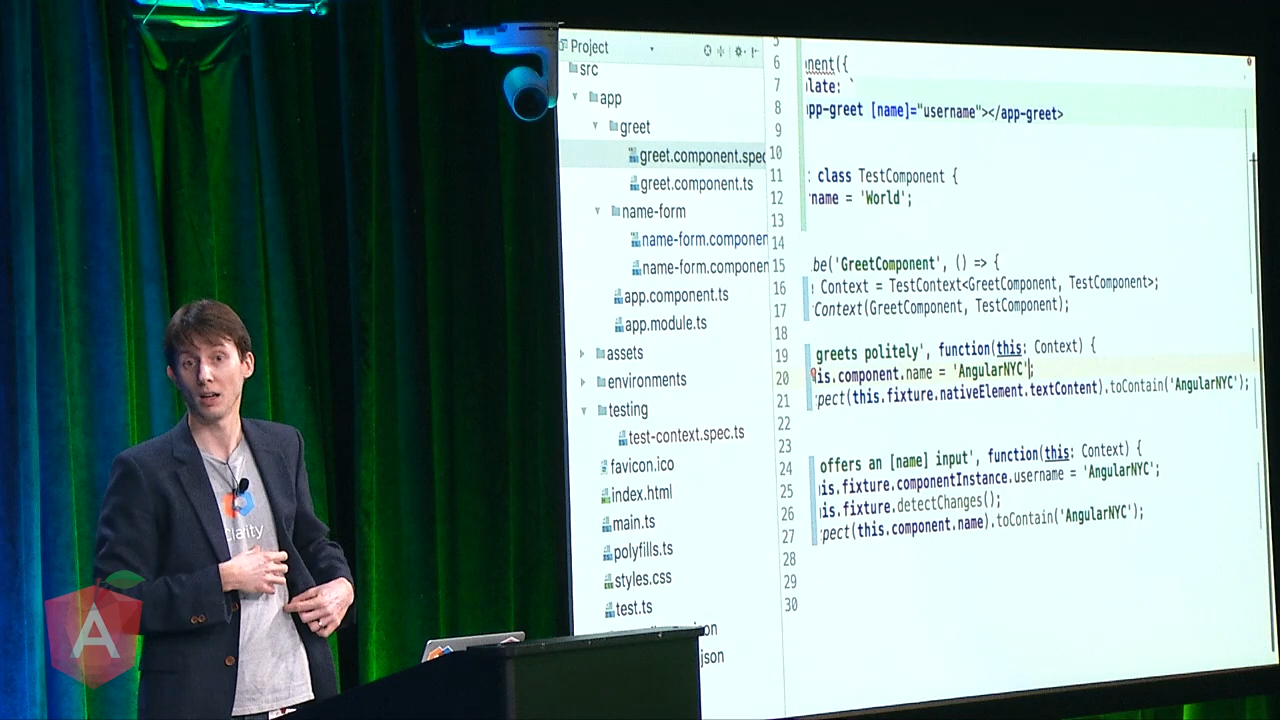 Project
src
app
greet
greet.component.spec
greet.component.ts
name-form
name-form.componen
name-form.componen
app.component.ts
app.module.ts
assets
environments
testing
test-context.spec.ts
favicon.ico
index.html
main.ts
polyfills.ts
styles.css
test.ts
json
5
6 nent({
7 late: `
8 pp-greet [name]="username"></app-greet>
9
10
11 class TestComponent {
12 name = 'World';
13
14
15 be('GreetComponent', () => {
16 Context = TestContext<GreetComponent, TestComponent>;
17 Context(GreetComponent, TestComponent);
18
19 greets politely', function(this: Context) {
20 is.component.name = 'AngularNYC';
21 pect(this.fixture.nativeElement.textContent).toContain('AngularNYC');
22
23
24 offers an [name] input', function(this: Context) {
25 is.fixture.componentInstance.username = 'AngularNYC';
26 is.fixture.detectChanges();
27 pect(this.component.name).toContain('AngularNYC');
28
29
30
Clarity
A